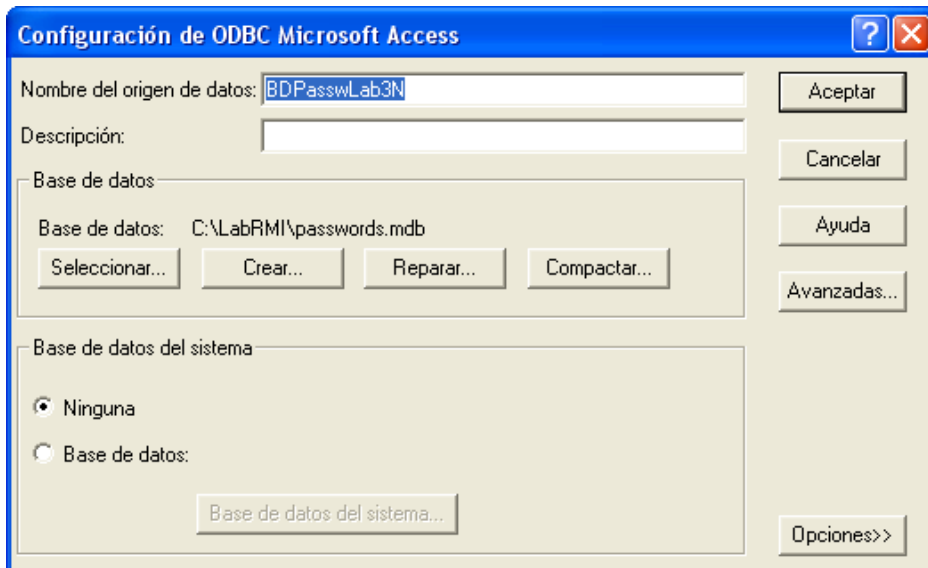 Configuración de ODBC Microsoft Access
Nombre del origen de datos: BDPasswLab3N
Aceptar
Descripción:
Cancelar
Base de datos
Base de datos: C:\LabRMI\passwords.mdb
Ayuda
Seleccionar... Crear... Reparar... Compactar...
Avanzadas...
Base de datos del sistema
Ninguna
Base de datos:
Base de datos del sistema...
Opciones>>